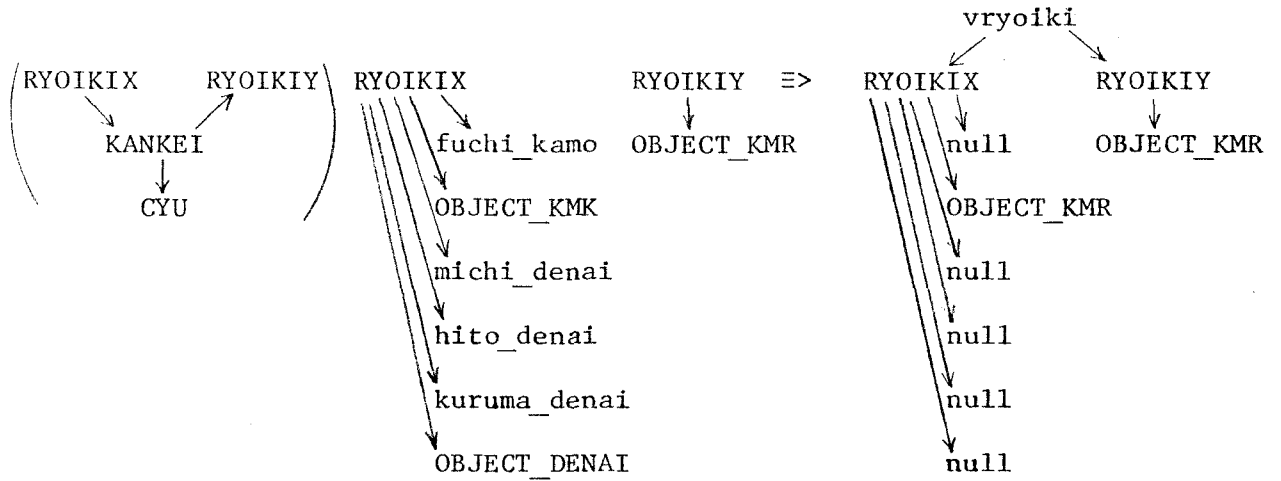 vryoiki
RYOIKIX RYOIKIY RYOIKIX RYOIKIY ≡> RYOIKIX RYOIKIY
KANKEI fuchi_kamo OBJECT_KMR null OBJECT_KMR
CYU OBJECT_KMK OBJECT_KMR
michi_denai null
hito_denai null
kuruma_denai null
OBJECT_DENAI null